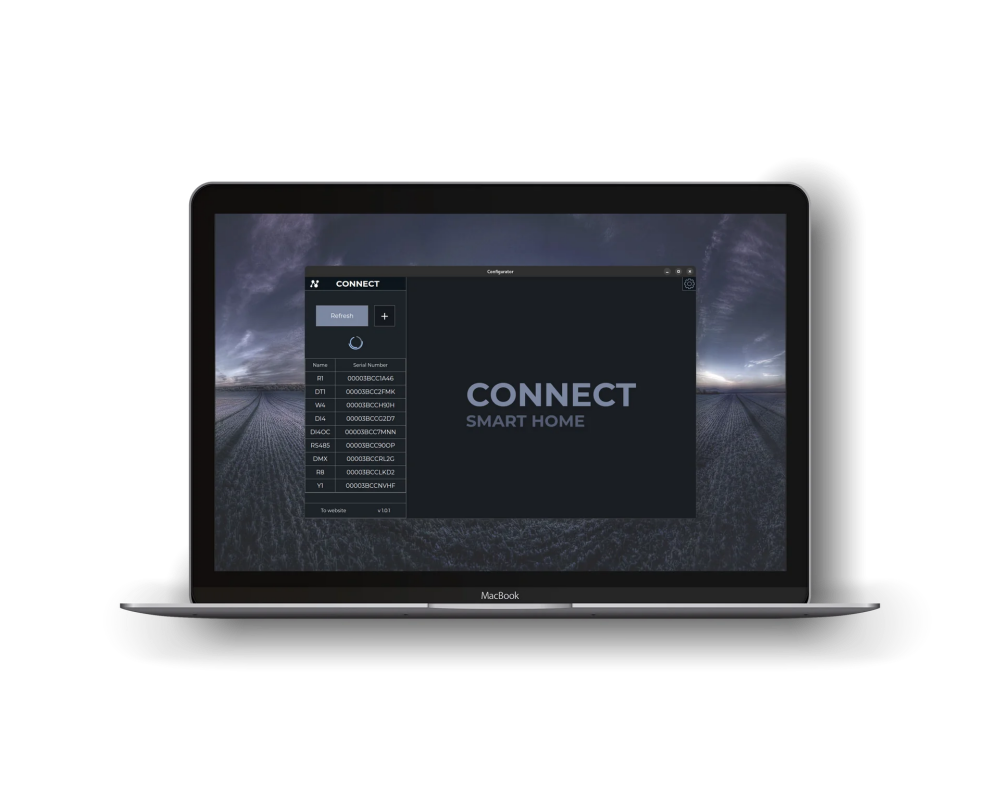 Configurator
CONNECT
Refresh +
Name Serial Number
R1 00003BCC1A46
DT1 00003BCC2FMK
W4 00003BCCH9JH
DI4 00003BCCG2D7
DI4OC 00003BCC7MNN
RS485 00003BCC90OP
DMX 00003BCCRL2G
R8 00003BCCLKD2
Y1 00003BCCNVHF
To website v 1.0.1
CONNECT
SMART HOME
MacBook